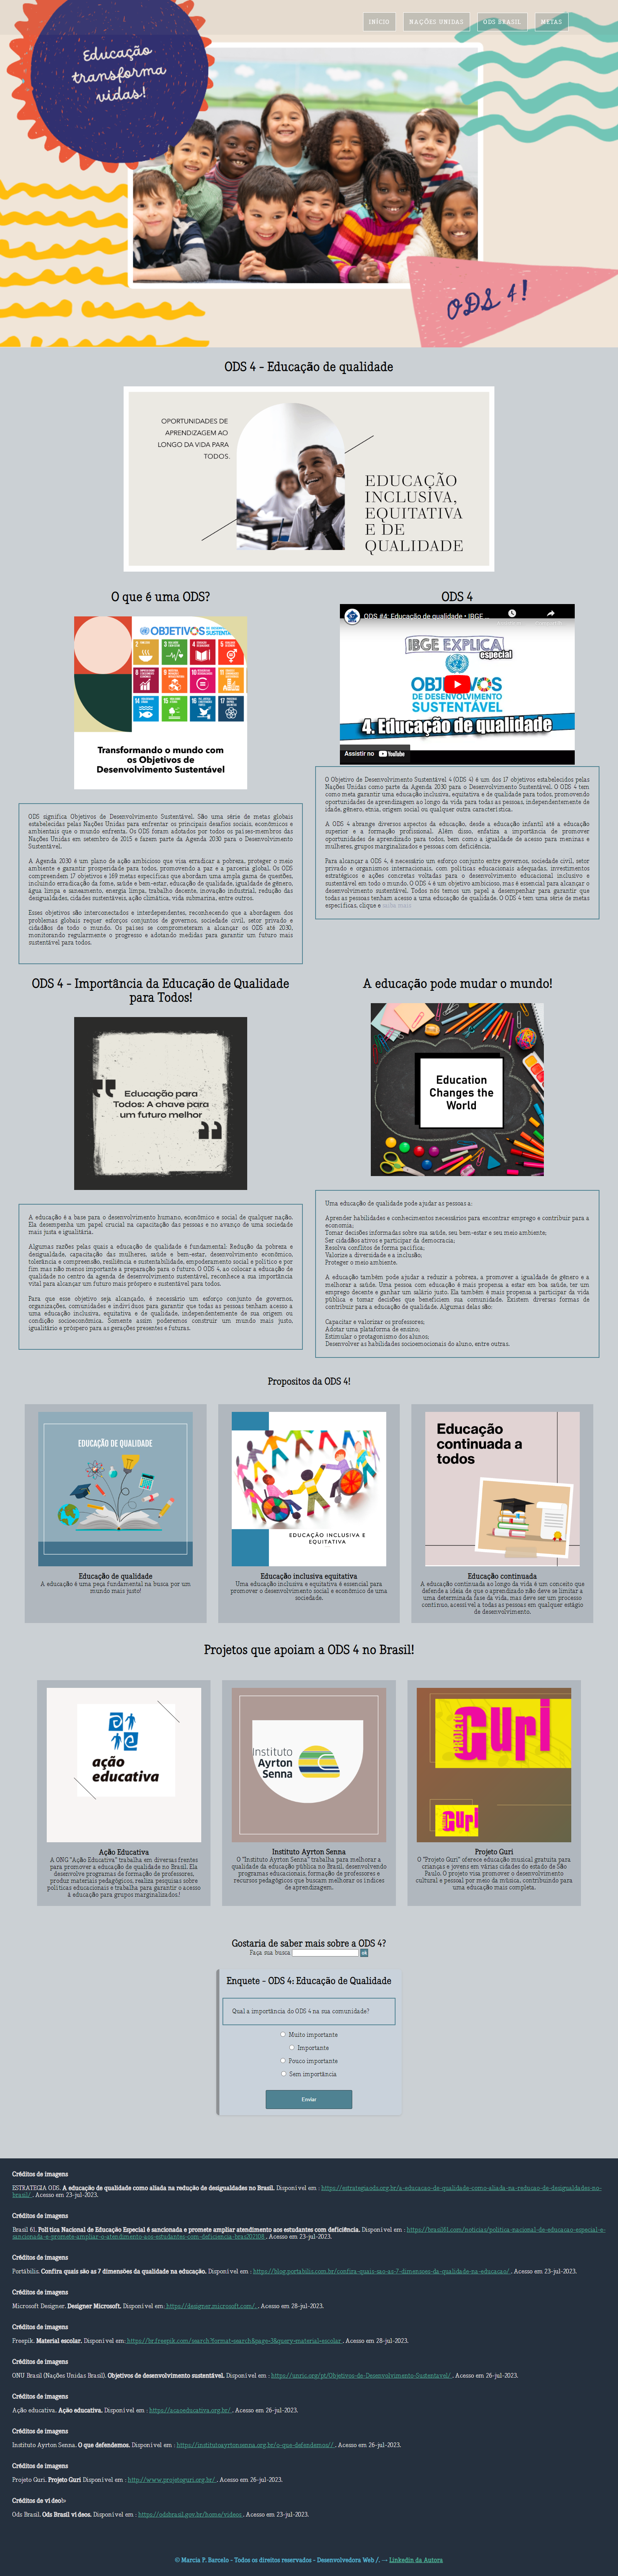 INÍCIO
NAÇÕES UNIDAS
ODS BRASIL
METAS
Educação
transforma
vidas!
ODS 4!
ODS 4 - Educação de qualidade
OPORTUNIDADES DE
APRENDIZAGEM AO
LONGO DA VIDA PARA
TODOS.
EDUCAÇÃO
INCLUSIVA,
EQUITATIVA
E DE
QUALIDADE
O que é uma ODS?
OBJETIVOS
Transformando o mundo com
os Objetivos de
Desenvolvimento Sustentável
ODS significa Objetivos de Desenvolvimento Sustentável. São uma série de metas globais
estabelecidas pelas Nações Unidas para enfrentar os principais desafios sociais, econômicos e
ambientais que o mundo enfrenta. Os ODS foram adotados por todos os países-membros das
Nações Unidas em setembro de 2015 e fazem parte da Agenda 2030 para o Desenvolvimento
Sustentável.
A Agenda 2030 é um plano de ação ambicioso que visa erradicar a pobreza, proteger o meio
ambiente e garantir prosperidade para todos, promovendo a paz e a parceria global. Os ODS
compreendem 17 objetivos e 169 metas específicas que abordam uma ampla gama de questões,
incluindo erradicação da fome, saúde e bem-estar, educação de qualidade, igualdade de gênero,
água limpa e saneamento, energia limpa, trabalho decente, inovação industrial, redução das
desigualdades, cidades sustentáveis, ação climática, vida submarina, entre outros.
Esses objetivos são interconectados e interdependentes, reconhecendo que a abordagem dos
problemas globais requer esforços conjuntos de governos, sociedade civil, setor privado e
cidadãos de todo o mundo. Os países se comprometeram a alcançar os ODS até 2030,
monitorando regularmente o progresso e adotando medidas para garantir um futuro mais
sustentável para todos.
ODS 4
ODS #4: Educação de qualidade • IBGE ...
IBGE EXPLICA
especial
OBJETIVOS
DE DESENVOLVIMENTO
SUSTENTÁVEL
4. Educação de qualidade
Assistir no YouTube
O Objetivo de Desenvolvimento Sustentável 4 (ODS 4) é um dos 17 objetivos estabelecidos pelas
Nações Unidas como parte da Agenda 2030 para o Desenvolvimento Sustentável. O ODS 4 tem
como meta garantir uma educação inclusiva, equitativa e de qualidade para todos, promovendo
oportunidades de aprendizagem ao longo da vida para todas as pessoas, independentemente de
idade, gênero, etnia, origem social ou qualquer outra característica.
A ODS 4 abrange diversos aspectos da educação, desde a educação infantil até a educação
superior e a formação profissional. Além disso, enfatiza a importância de promover
oportunidades de aprendizado para todos, bem como a igualdade de acesso para meninas e
mulheres, grupos marginalizados e pessoas com deficiência.
Para alcançar a ODS 4, é necessário um esforço conjunto entre governos, sociedade civil, setor
privado e organismos internacionais, com políticas educacionais adequadas, investimentos
estratégicos e ações concretas voltadas para o desenvolvimento educacional inclusivo e
sustentável em todo o mundo. O ODS 4 é um objetivo ambicioso, mas é essencial para alcançar o
desenvolvimento sustentável. Todos nós temos um papel a desempenhar para garantir que
todas as pessoas tenham acesso a uma educação de qualidade. O ODS 4 tem uma série de metas
específicas, clique e saiba mais
ODS 4 - Importância da Educação de Qualidade
para Todos!
Educação para
Todos: A chave para
um futuro melhor
A educação é a base para o desenvolvimento humano, econômico e social de qualquer nação.
Ela desempenha um papel crucial na capacitação das pessoas e no avanço de uma sociedade
mais justa e igualitária.
Algumas razões pelas quais a educação de qualidade é fundamental: Redução da pobreza e
desigualdade, capacitação das mulheres, saúde e bem-estar, desenvolvimento econômico,
tolerância e compreensão, resiliência e sustentabilidade, empoderamento social e político e por
fim mas não menos importante a preparação para o futuro. O ODS 4, ao colocar a educação de
qualidade no centro da agenda de desenvolvimento sustentável, reconhece a sua importância
vital para alcançar um futuro mais próspero e sustentável para todos.
Para que esse objetivo seja alcançado, é necessário um esforço conjunto de governos,
organizações, comunidades e indivíduos para garantir que todas as pessoas tenham acesso a
uma educação inclusiva, equitativa e de qualidade, independentemente de sua origem ou
condição socioeconômica. Somente assim poderemos construir um mundo mais justo,
igualitário e próspero para as gerações presentes e futuras.
A educação pode mudar o mundo!
Education
Changes the
World
Uma educação de qualidade pode ajudar as pessoas a:
Aprender habilidades e conhecimentos necessários para encontrar emprego e contribuir para a
economia;
Tomar decisões informadas sobre sua saúde, seu bem-estar e seu meio ambiente;
Ser cidadãos ativos e participar da democracia;
Resolva conflitos de forma pacífica;
Valorize a diversidade e a inclusão;
Proteger o meio ambiente.
A educação também pode ajudar a reduzir a pobreza, a promover a igualdade de gênero e a
melhorar a saúde. Uma pessoa com educação é mais propensa a estar em boa saúde, ter um
emprego decente e ganhar um salário justo. Ela também é mais propensa a participar da vida
pública e tomar decisões que beneficiem sua comunidade. Existem diversas formas de
contribuir para a educação de qualidade. Algumas delas são:
Capacitar e valorizar os professores;
Adotar uma plataforma de ensino;
Estimular o protagonismo dos alunos;
Desenvolver as habilidades socioemocionais do aluno, entre outras.
Propositos da ODS 4!
EDUCAÇÃO DE QUALIDADE
Educação de qualidade
A educação é uma peça fundamental na busca por um
mundo mais justo!
EDUCAÇÃO INCLUSIVA E
EQUITATIVA
Educação inclusiva equitativa
Uma educação inclusiva e equitativa é essencial para
promover o desenvolvimento social e econômico de uma
sociedade.
Educação
continuada a
todos
Educação continuada
A educação continuada ao longo da vida é um conceito que
defende a ideia de que o aprendizado não deve se limitar a
uma determinada fase da vida, mas deve ser um processo
contínuo, acessível a todas as pessoas em qualquer estágio
de desenvolvimento.
Projetos que apoiam a ODS 4 no Brasil!
ação
educativa
Ação Educativa
A ONG "Ação Educativa" trabalha em diversas frentes
para promover a educação de qualidade no Brasil. Ela
desenvolve programas de formação de professores,
produz materiais pedagógicos, realiza pesquisas sobre
políticas educacionais e trabalha para garantir o acesso
à educação para grupos marginalizados!
Instituto
Ayrton
Senna
Instituto Ayrton Senna
O "Instituto Ayrton Senna" trabalha para melhorar a
qualidade da educação pública no Brasil, desenvolvendo
programas educacionais, formação de professores e
recursos pedagógicos que buscam melhorar os índices
de aprendizagem.
PROJETO
Guri
Guri
Projeto Guri
O "Projeto Guri" oferece educação musical gratuita para
crianças e jovens em várias cidades do estado de São
Paulo. O projeto visa promover o desenvolvimento
cultural e pessoal por meio da música, contribuindo para
uma educação mais completa.
Gostaria de saber mais sobre a ODS 4?
Faça sua busca:
ok
Enquete - ODS 4: Educação de Qualidade
Qual a importância do ODS 4 na sua comunidade?
Muito importante
Importante
Pouco importante
Sem importância
Enviar
Créditos de imagens
ESTRATEGIA ODS. A educação de qualidade como aliada na redução de desigualdades no Brasil. Disponível em : https://estrategiaods.org.br/a-educacao-de-qualidade-como-aliada-na-reducao-de-desigualdades-no-
brasil/ . Acesso em 23-jul-2023.
Créditos de imagens
Brasil 61. Política Nacional de Educação Especial é sancionada e promete ampliar atendimento aos estudantes com deficiência. Disponível em : https://brasil61.com/noticias/politica-nacional-de-educacao-especial-e-
sancionada-e-promete-ampliar-o-atendimento-aos-estudantes-com-deficiencia-bras202108 . Acesso em 23-jul-2023.
Créditos de imagens
Portábilis. Confira quais são as 7 dimensões da qualidade na educação. Disponível em : https://blog.portabilis.com.br/confira-quais-sao-as-7-dimensoes-da-qualidade-na-educacao/ . Acesso em 23-jul-2023.
Créditos de imagens
Microsoft Designer. Designer Microsoft. Disponível em: https://designer.microsoft.com/ . Acesso em 28-jul-2023.
Créditos de imagens
Freepik. Material escolar. Disponível em: https://br.freepik.com/search?format=search&page=3&query=material+escolar . Acesso em 28-jul-2023.
Créditos de imagens
ONU Brasil (Nações Unidas Brasil). Objetivos de desenvolvimento sustentável. Disponível em : https://unric.org/pt/Objetivos-de-Desenvolvimento-Sustentavel/ . Acesso em 26-jul-2023.
Créditos de imagens
Ação educativa. Ação educativa. Disponível em : https://acaoeducativa.org.br/ . Acesso em 26-jul-2023.
Créditos de imagens
Instituto Ayrton Senna. O que defendemos. Disponível em : https://institutoayrtonsenna.org.br/o-que-defendemos// . Acesso em 26-jul-2023.
Créditos de imagens
Projeto Guri. Projeto Guri Disponível em : http://www.projetoguri.org.br/ . Acesso em 26-jul-2023.
Créditos de vídeo!>
Ods Brasil. Ods Brasil vídeos. Disponível em : https://odsbrasil.gov.br/home/videos . Acesso em 23-jul-2023.
© Marcia P. Barcelo - Todos os direitos reservados - Desenvolvedora Web /. --> Linkedin da Autora